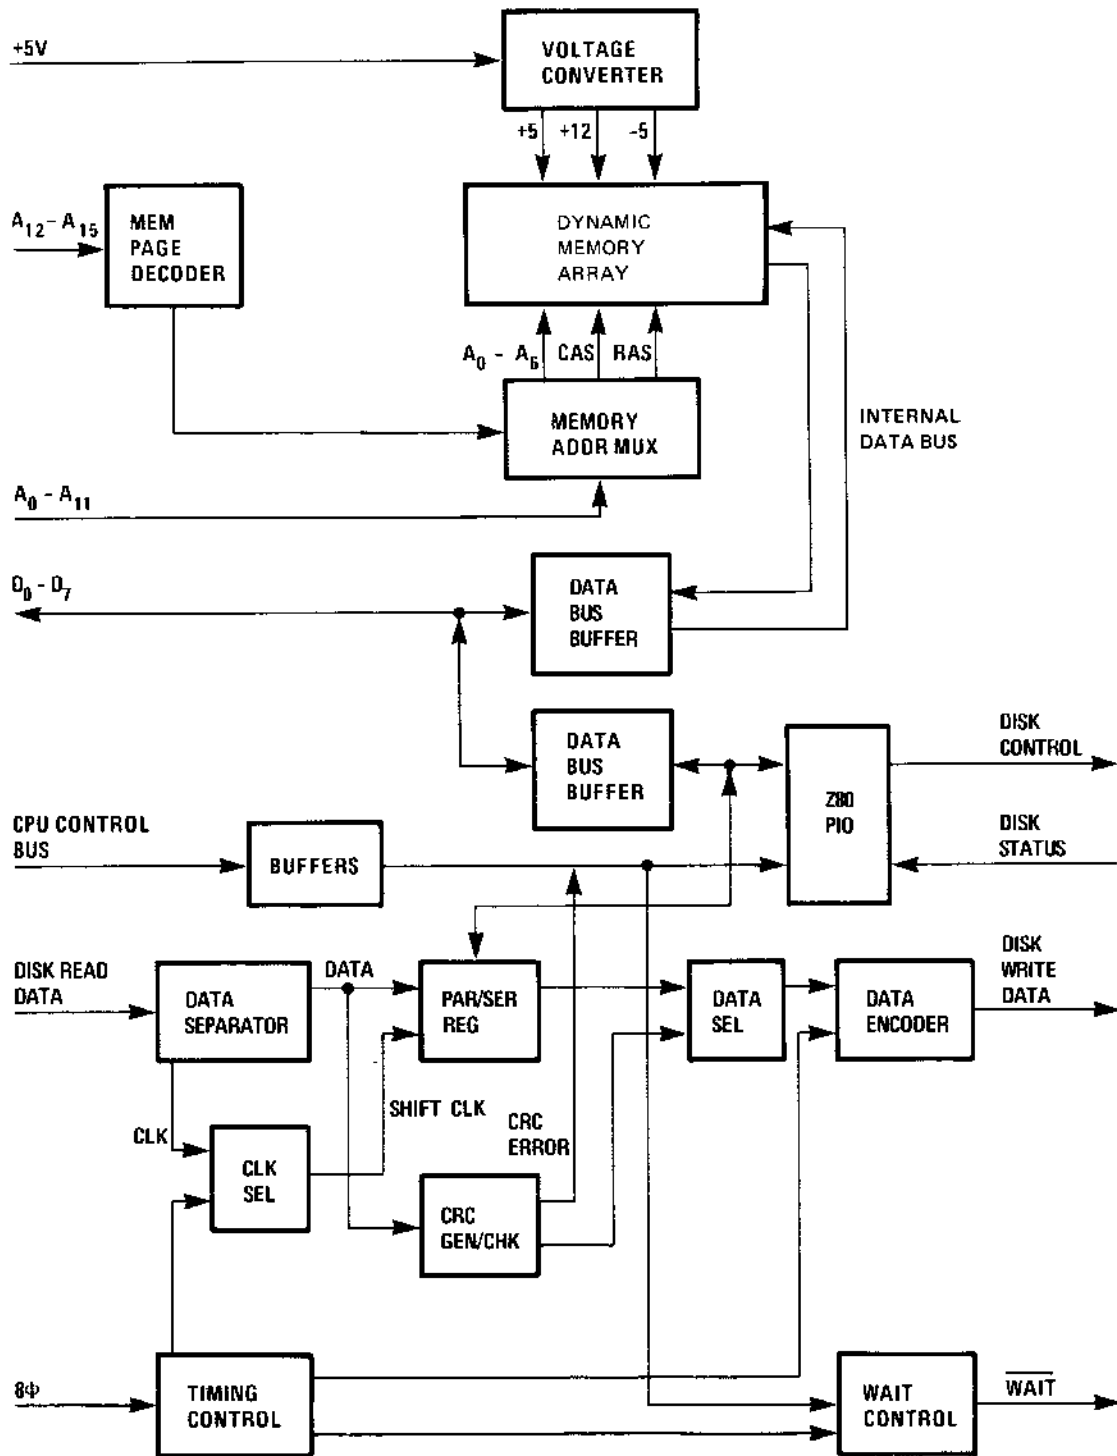 +5V
VOLTAGE
CONVERTER
+5 +12 -5
A12 - A15
MEM
PAGE
DECODER
DYNAMIC
MEMORY
ARRAY
A0 - A6 CAS RAS
MEMORY
ADDR MUX
INTERNAL
DATA BUS
A0 - A11
D0 - D7
DATA
BUS
BUFFER
DATA
BUS
BUFFER
Z80
PIO
DISK
CONTROL
CPU CONTROL
BUS
BUFFERS
DISK
STATUS
DISK READ
DATA
DATA
SEPARATOR
DATA
PAR/SER
REG
DATA
SEL
DATA
ENCODER
DISK
WRITE
DATA
CLK
SHIFT CLK
CRC
ERROR
CLK
SEL
CRC
GEN/CHK
8Φ
TIMING
CONTROL
WAIT
CONTROL
WAIT